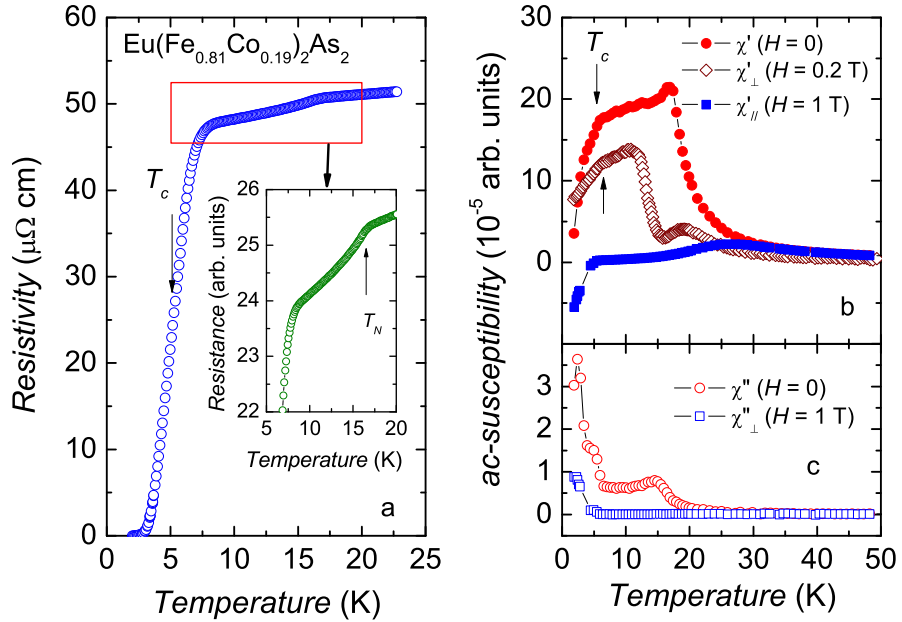 Eu(Fe0.81Co0.19)2As2
Resistivity (μΩ cm)
60
50
40
30
20
10
0
Tc
Resistance (arb. units)
26
25
24
23
22
TN
5 10 15 20
Temperature (K)
a
0 5 10 15 20 25
Temperature (K)
ac-susceptibility (10-5 arb. units)
30
20
10
0
Tc
χ' (H = 0)
χ'⊥ (H = 0.2 T)
χ'// (H = 1 T)
b
3
2
1
0
χ" (H = 0)
χ"⊥ (H = 1 T)
c
0 10 20 30 40 50
Temperature (K)